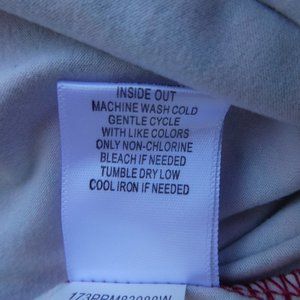 INSIDE OUT
MACHINE WASH COLD
GENTLE CYCLE
WITH LIKE COLORS
ONLY NON-CHLORINE
BLEACH IF NEEDED
TUMBLE DRY LOW
COOL IRON IF NEEDED